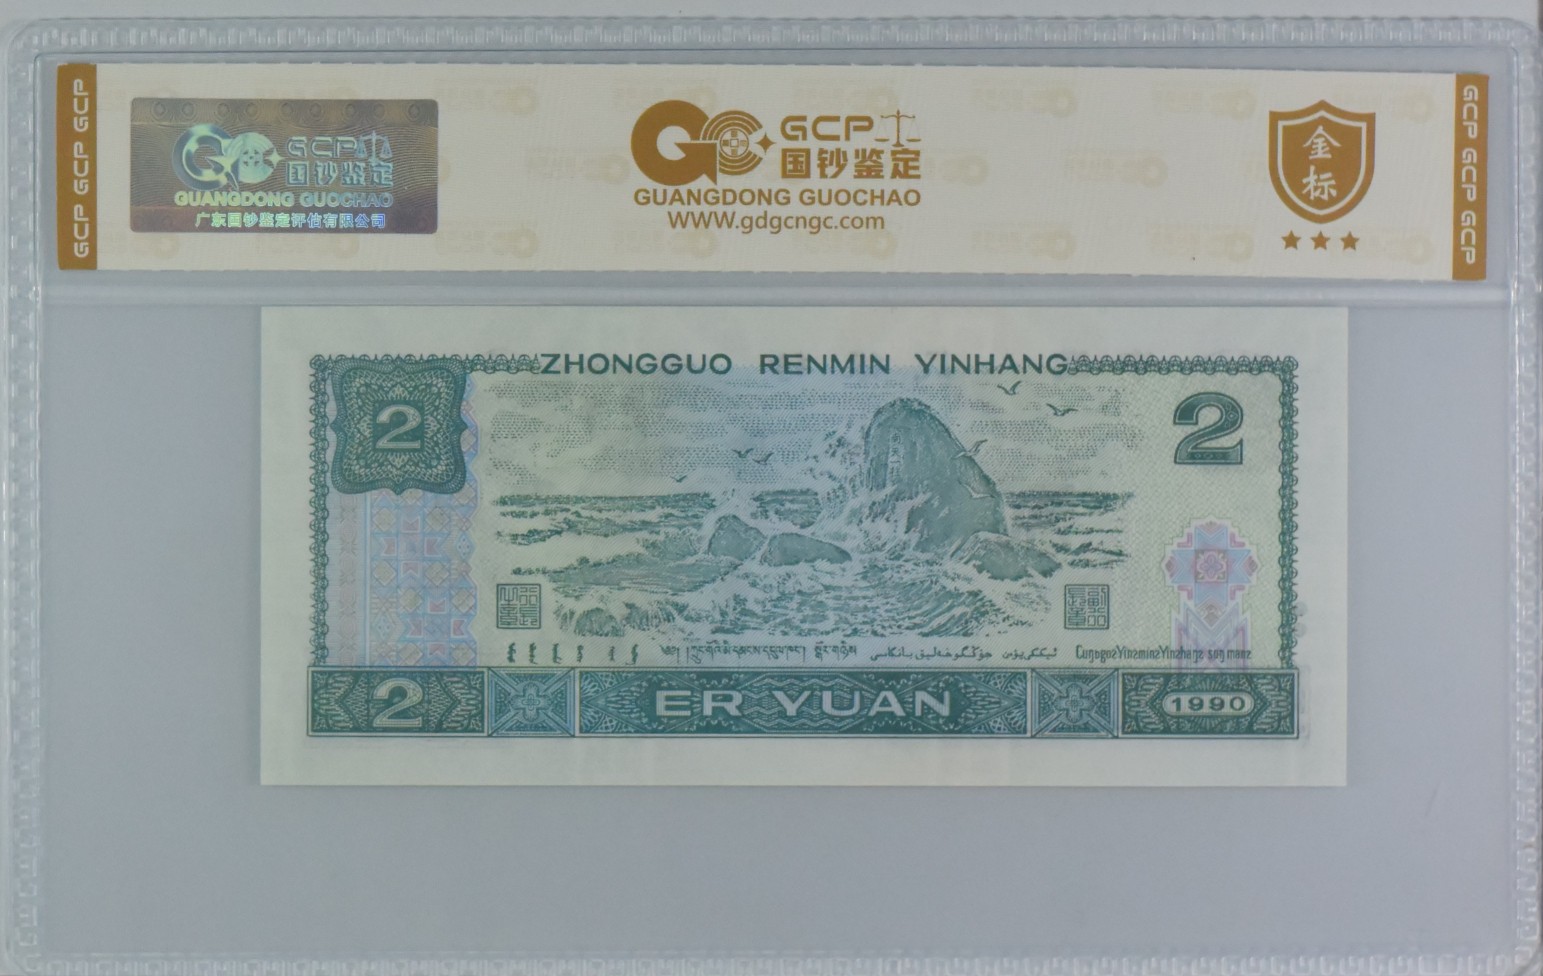 GCP GCP GCP
GCP
国钞鉴定
GUANGDONG GUOCHAO
广东国钞鉴定评估有限公司
GCP
国钞鉴定
GUANGDONG GUOCHAO
WWW.gdgcngc.com
金
标
GCP GCP GCP
ZHONGGUO RENMIN YINHANG
2
2
2
ER YUAN
1990